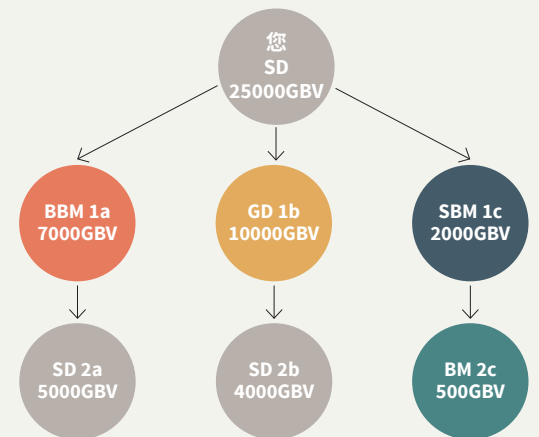 您
SD
25000GBV
BBM 1a
7000GBV
GD 1b
10000GBV
SBM 1c
2000GBV
SD 2a
5000GBV
SD 2b
4000GBV
BM 2c
500GBV